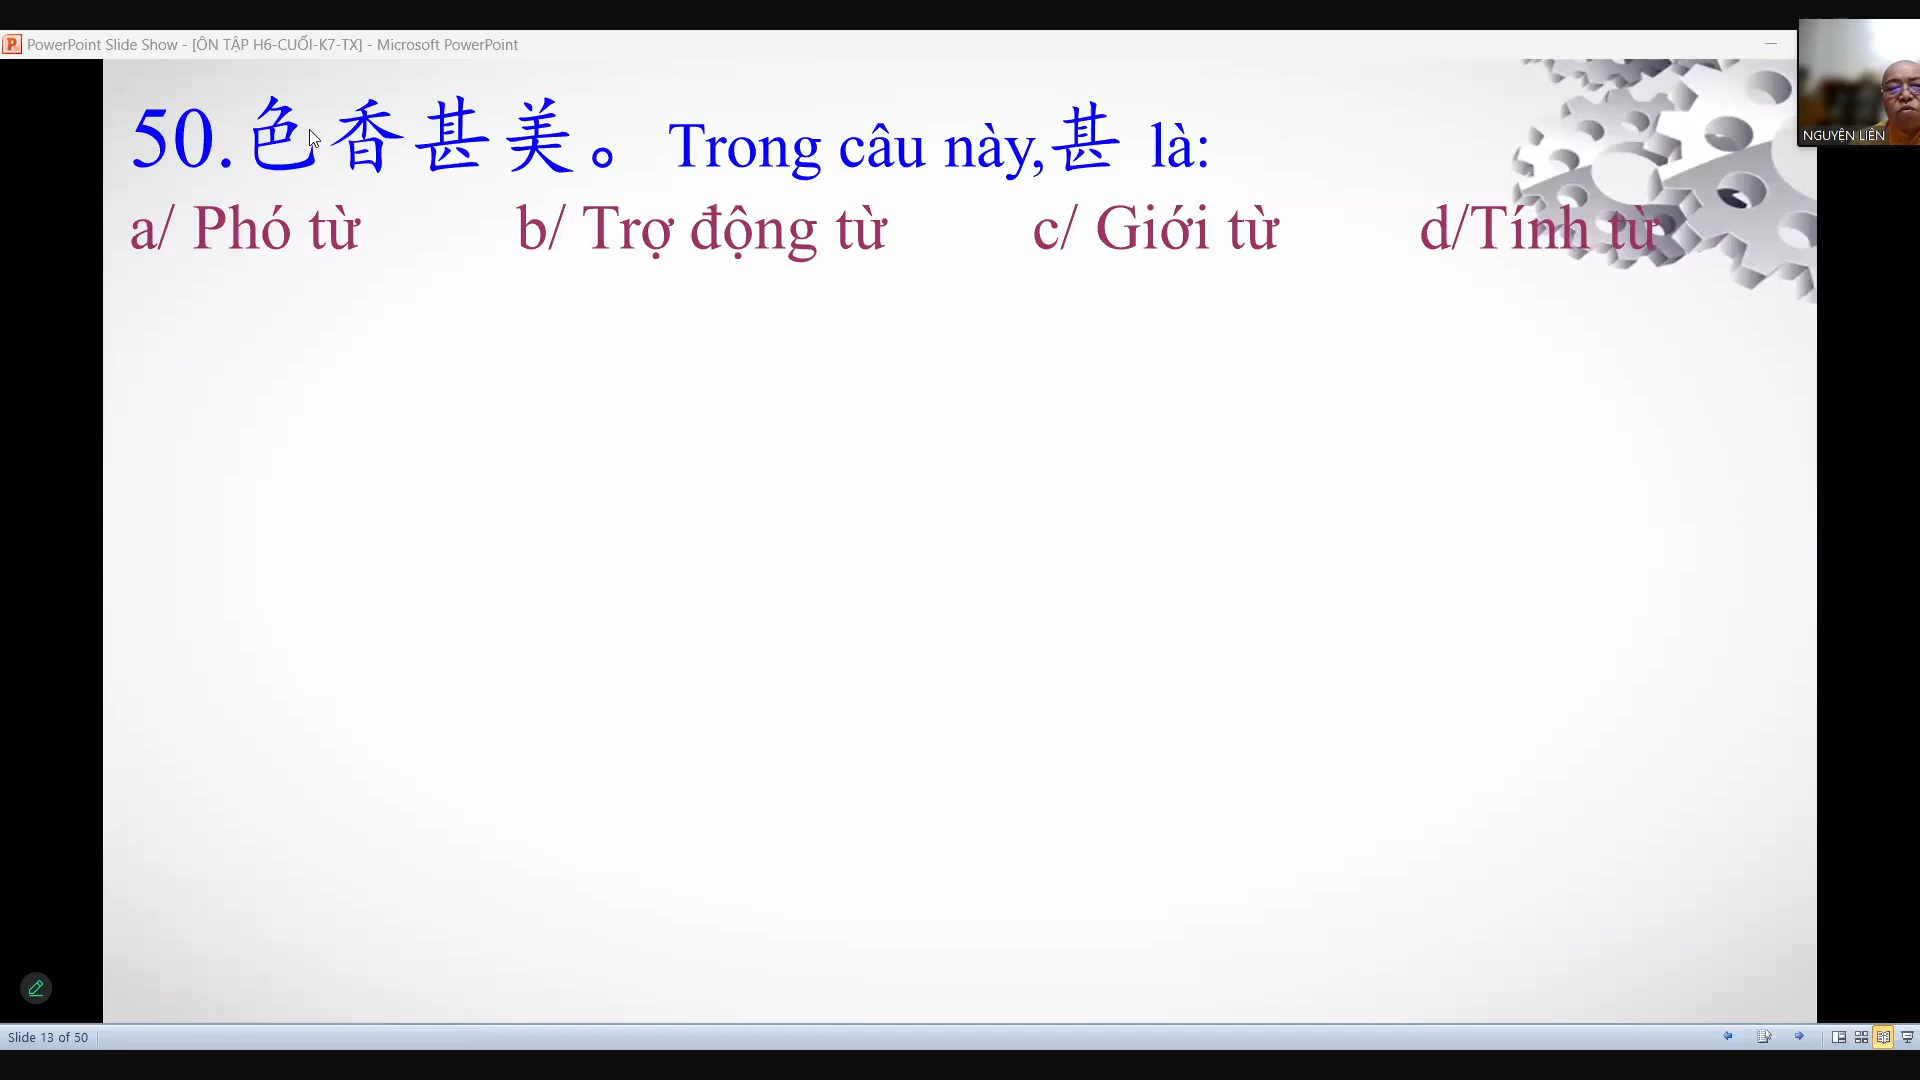 PowerPoint Slide Show - [ÔN TẬP H6-CUỐI-K7-TX] - Microsoft PowerPoint
NGUYỆN LIÊN
50.色香甚美。 Trong câu này,甚 là:
a/ Phó từ b/ Trợ động từ c/ Giới từ d/Tính từ
Slide 13 of 50